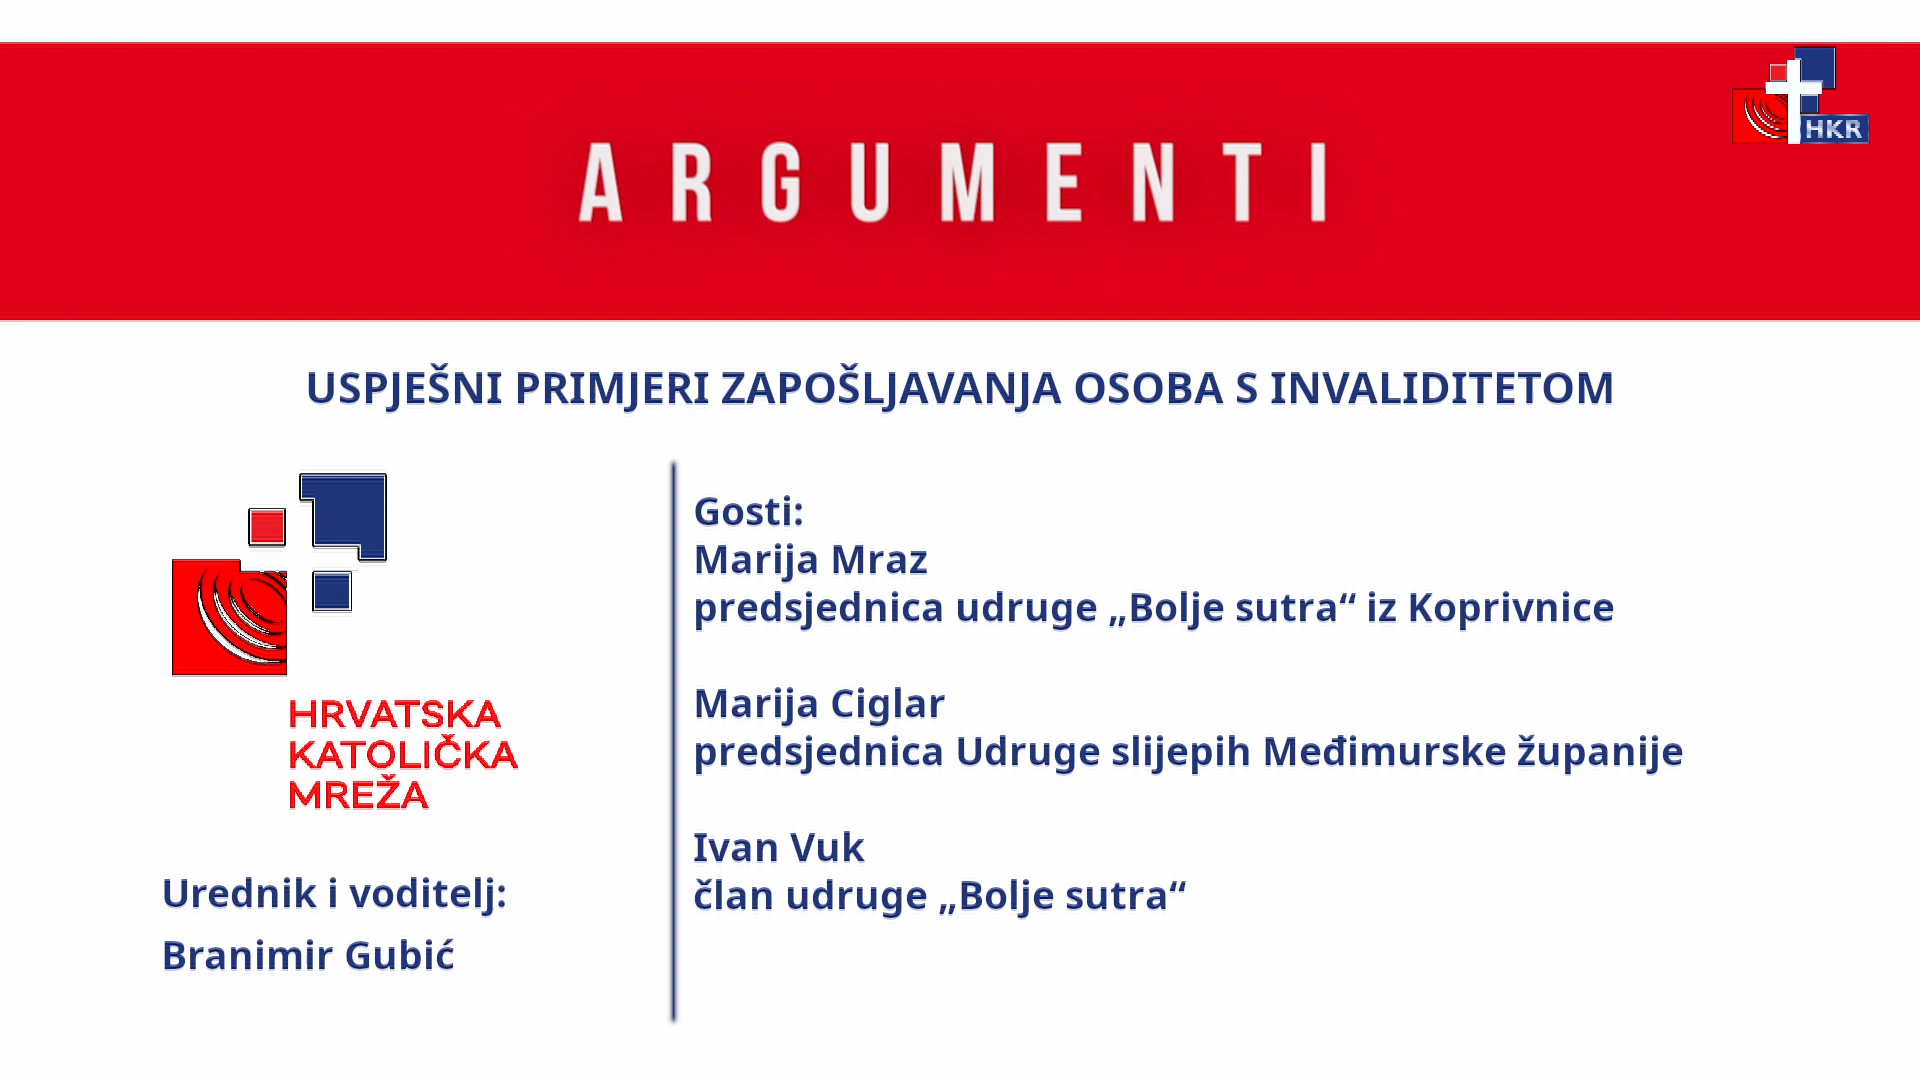 ARGUMENTI
HKR
USPJEŠNI PRIMJERI ZAPOŠLJAVANJA OSOBA S INVALIDITETOM
HRVATSKA
KATOLIČKA
MREŽA
Urednik i voditelj:
Branimir Gubić
Gosti:
Marija Mraz
predsjednica udruge „Bolje sutra“ iz Koprivnice
Marija Ciglar
predsjednica Udruge slijepih Međimurske županije
Ivan Vuk
član udruge „Bolje sutra“